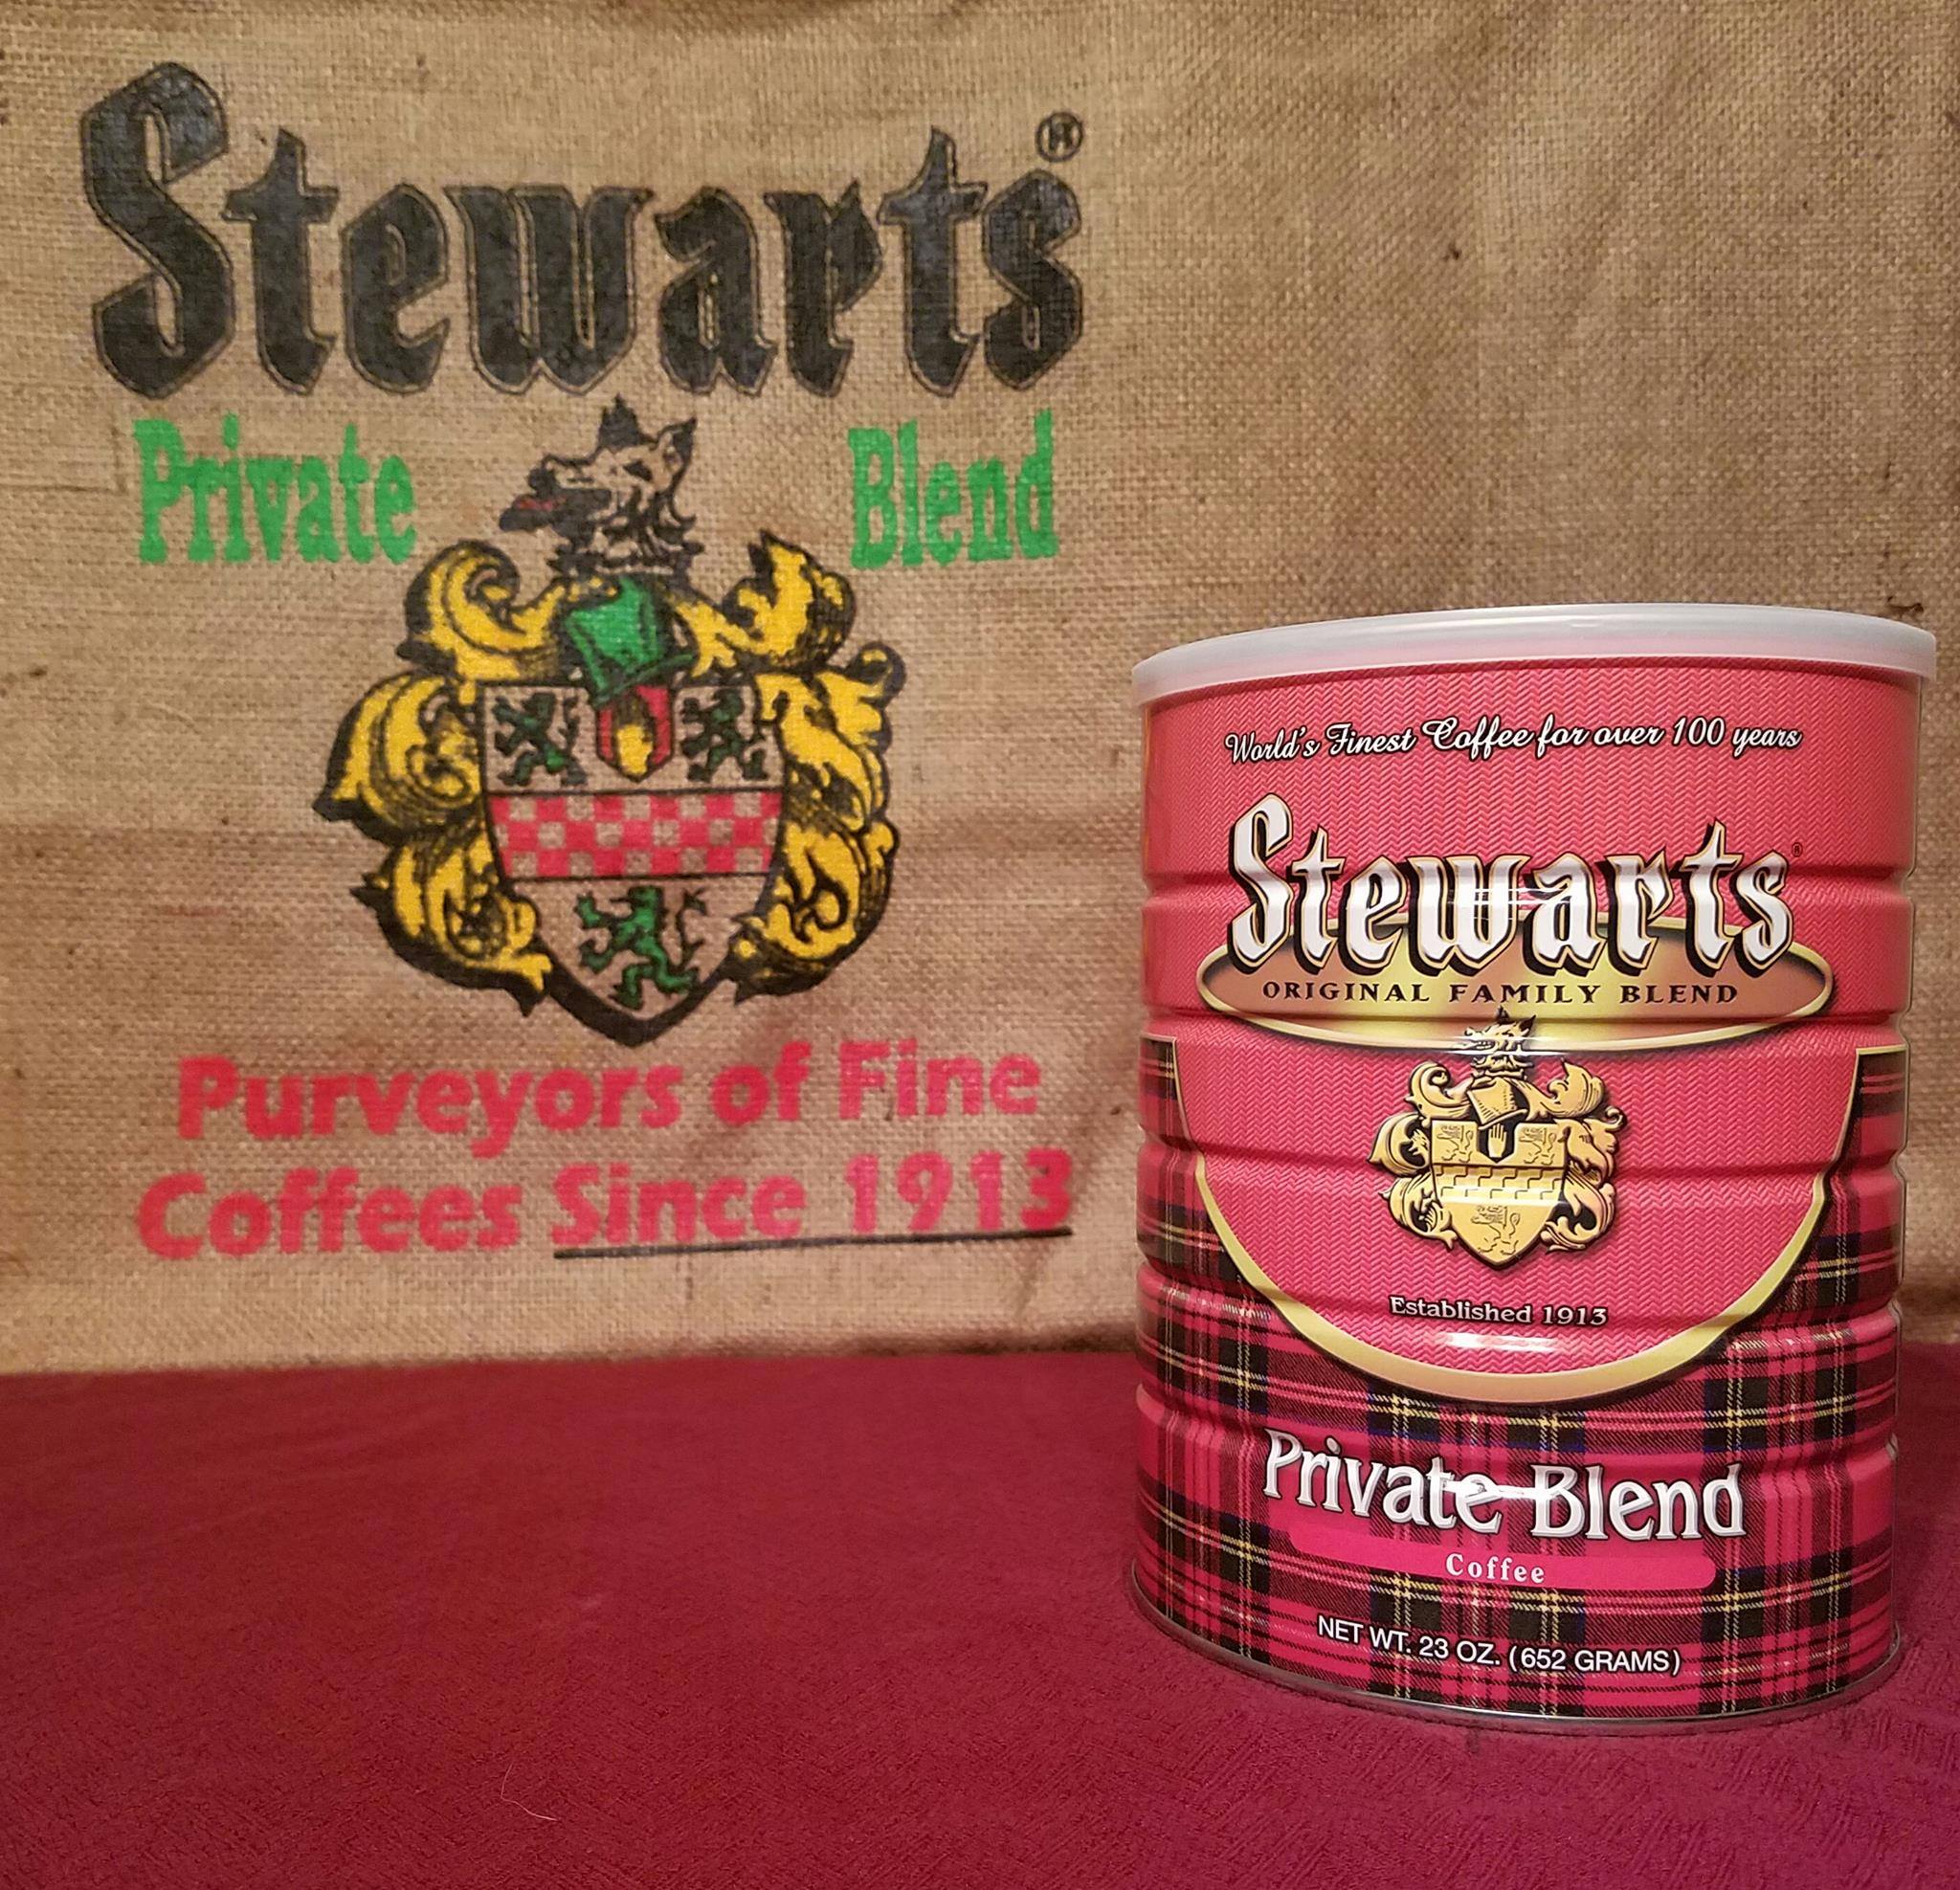 Stewarts®
Private Blend
Purveyors of Fine
Coffees Since 1913
World's Finest Coffee for over 100 years
Stewarts®
ORIGINAL FAMILY BLEND
Established 1913
Private Blend
Coffee
NET WT. 23 OZ. (652 GRAMS)